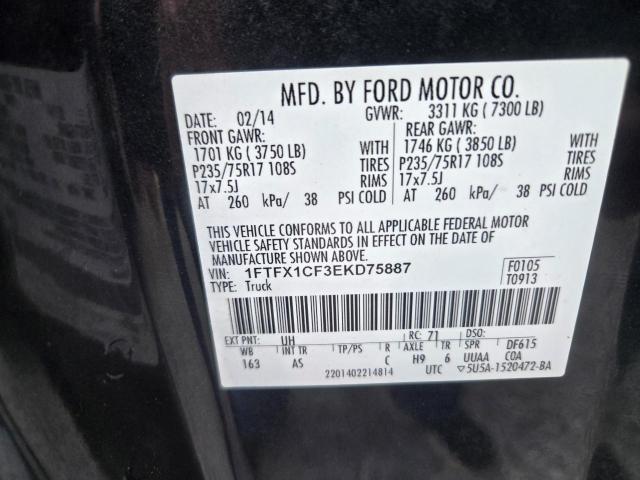 MFD. BY FORD MOTOR CO.
DATE: 02/14 GVWR: 3311 KG ( 7300 LB)
FRONT GAWR: REAR GAWR:
1701 KG ( 3750 LB) WITH 1746 KG ( 3850 LB) WITH
P235/75R17 108S TIRES P235/75R17 108S TIRES
17x7.5J RIMS 17x7.5J RIMS
AT 260 kPa/ 38 PSI COLD AT 260 kPa/ 38 PSI COLD
THIS VEHICLE CONFORMS TO ALL APPLICABLE FEDERAL MOTOR
VEHICLE SAFETY STANDARDS IN EFFECT ON THE DATE OF
MANUFACTURE SHOWN ABOVE.
VIN: 1FTFX1CF3EKD75887 F0105
TYPE: Truck T0913
EXT PNT: UH RC: 71 DSO:
WB INT TR TP/PS R AXLE TR SPR DF615
163 AS C H9 6 UUAA COA
2201402214814 UTC ▽5U5A-1520472-BA